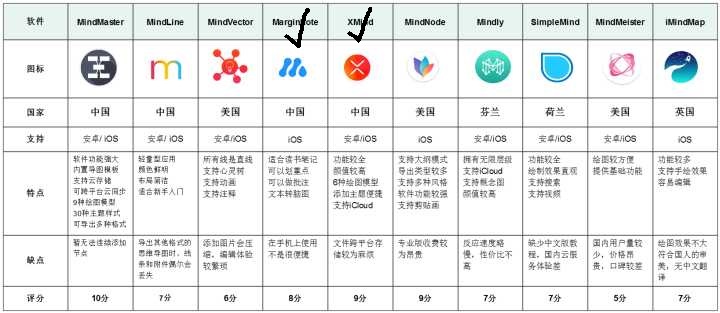 软件 MindMaster MindLine MindVector MarginNote XMind MindNode Mindly SimpleMind MindMeister iMindMap
图标
国家 中国 中国 美国 中国 中国 美国 芬兰 荷兰 美国 英国
支持 安卓/ iOS 安卓/ iOS 安卓/iOS iOS 安卓/iOS iOS 安卓/iOS 安卓/iOS 安卓/iOS iOS
特点
软件功能强大
内置导图模板
支持云存储
可跨平台云同步
9种绘图模型
30种主题样式
可导出多种格式
轻量型应用
颜色鲜明
布局简洁
适合新手入门
所有线是直线
支持心灵树
支持动画
支持注释
适合读书笔记
可以划重点
可以做批注
文本转脑图
功能较全
颜值较高
6种绘图模型
添加主题便捷
支持iCloud
支持大纲模式
导出类型较多
支持多种风格
软件功能较强
支持剪贴画
拥有无限层级
支持iCloud
支持概念图
颜值较高
功能较全
绘制效果直观
支持搜索
支持视频
绘图较方便
提供基础功能
功能较多
支持手绘效果
容易编辑
缺点
暂无法连续添加
节点
导出其他格式的
思维导图时，线
条和附件偶尔会
丢失
添加图片会压
缩，编辑体验
较繁琐
在手机上使用
不是很便捷
文件跨平台存
储较为麻烦
专业版收费较
为昂贵
反应速度略
慢，性价比不
高
缺少中文版教
程，国内云服
务体验差
国内用户量较
少，价格昂
贵，口碑较差
绘图效果不大
符合国人的审
美，无中文翻
译
评分 10分 7分 6分 8分 9分 9分 7分 7分 5分 7分